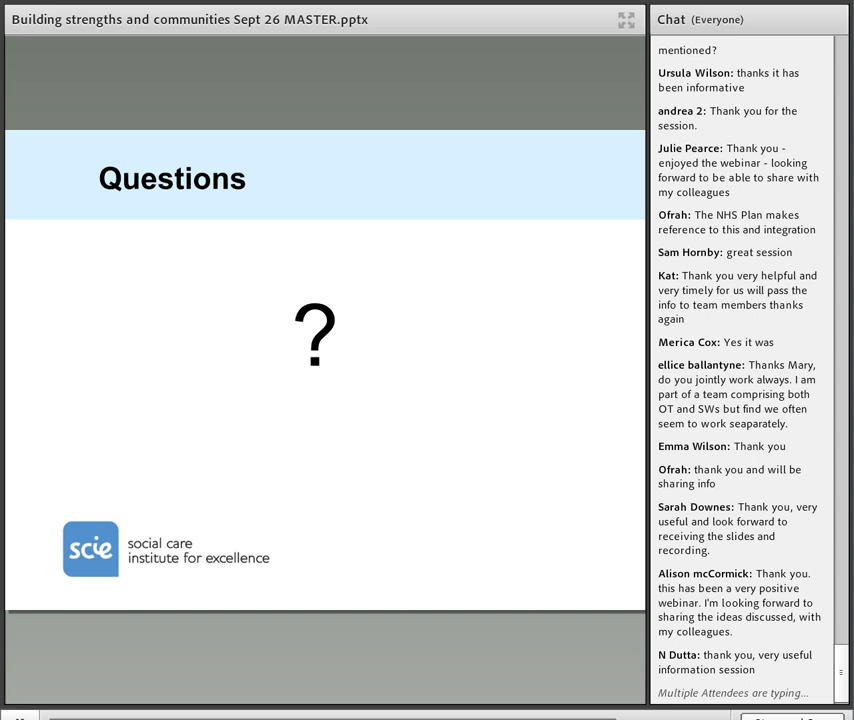 Building strengths and communities Sept 26 MASTER.pptx
Questions
?
scie
social care
institute for excellence
Chat (Everyone)
mentioned?
Ursula Wilson: thanks it has
been informative
andrea 2: Thank you for the
session.
Julie Pearce: Thank you -
enjoyed the webinar - looking
forward to be able to share with
my colleagues
Ofrah: The NHS Plan makes
reference to this and integration
Sam Hornby: great session
Kat: Thank you very helpful and
very timely for us will pass the
info to team members thanks
again
Merica Cox: Yes it was
ellice ballantyne: Thanks Mary,
do you jointly work always. I am
part of a team comprising both
OT and SWs but find we often
seem to work seaparately.
Emma Wilson: Thank you
Ofrah: thank you and will be
sharing info
Sarah Downes: Thank you, very
useful and look forward to
receiving the slides and
recording.
Alison mcCormick: Thank you.
this has been a very positive
webinar. I'm looking forward to
sharing the ideas discussed, with
my colleagues.
N Dutta: thank you, very useful
information session
Multiple Attendees are typing...